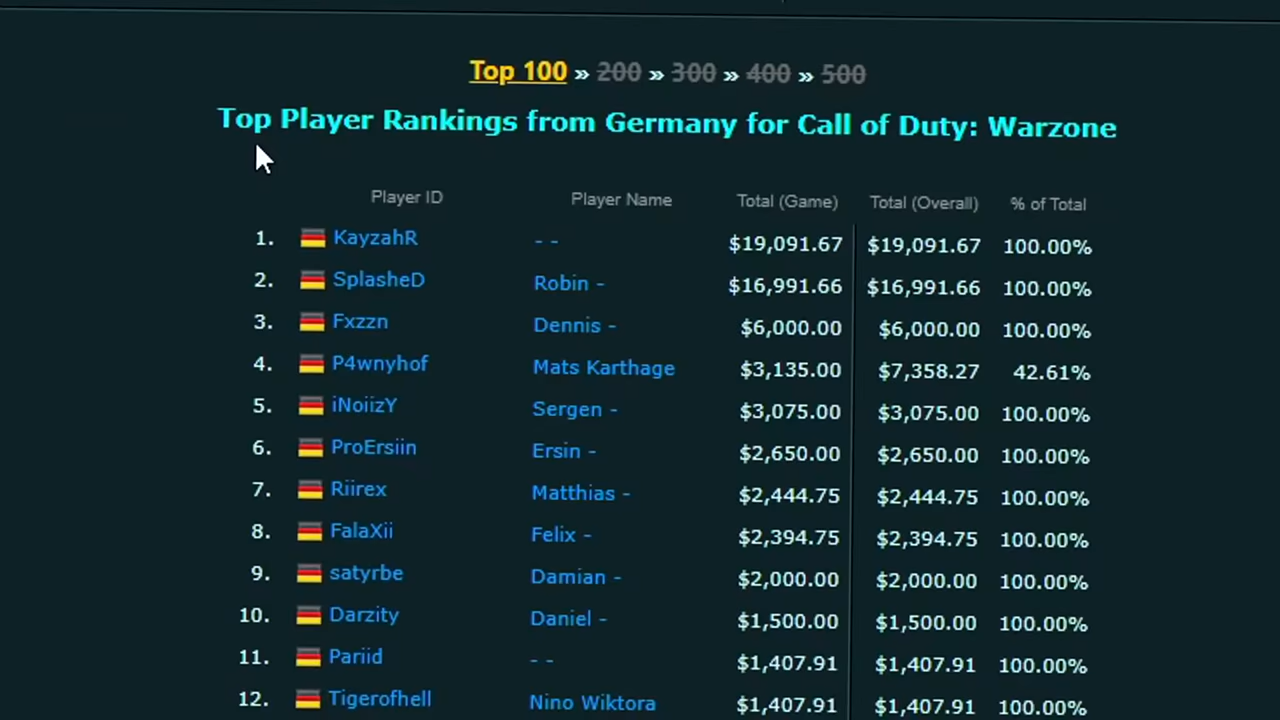 Top 100 » 200 » 300 » 400 » 500
Top Player Rankings from Germany for Call of Duty: Warzone
Player ID Player Name Total (Game) Total (Overall) % of Total
1. KayzahR - - $19,091.67 $19,091.67 100.00%
2. SplasheD Robin - $16,991.66 $16,991.66 100.00%
3. Fxzzn Dennis - $6,000.00 $6,000.00 100.00%
4. P4wnyhof Mats Karthage $3,135.00 $7,358.27 42.61%
5. iNoiizY Sergen - $3,075.00 $3,075.00 100.00%
6. ProErsiin Ersin - $2,650.00 $2,650.00 100.00%
7. Riirex Matthias - $2,444.75 $2,444.75 100.00%
8. FalaXii Felix - $2,394.75 $2,394.75 100.00%
9. satyrbe Damian - $2,000.00 $2,000.00 100.00%
10. Darzity Daniel - $1,500.00 $1,500.00 100.00%
11. Pariid - - $1,407.91 $1,407.91 100.00%
12. Tigerofhell Nino Wiktora $1,407.91 $1,407.91 100.00%